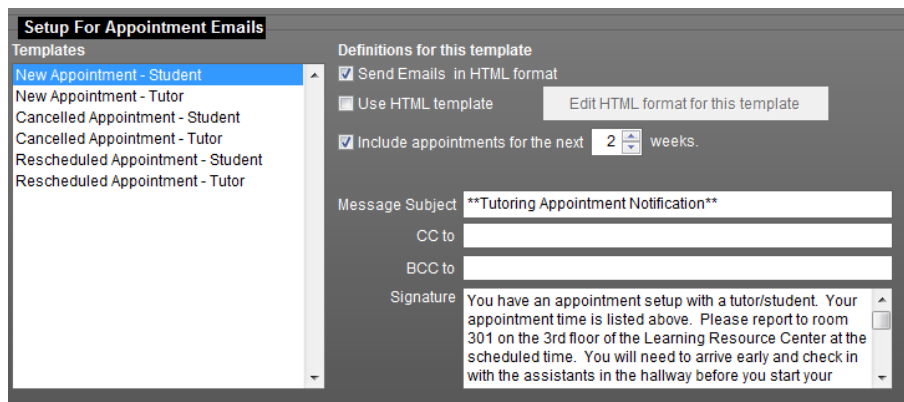 Setup For Appointment Emails
Templates
New Appointment - Student
New Appointment - Tutor
Cancelled Appointment - Student
Cancelled Appointment - Tutor
Rescheduled Appointment - Student
Rescheduled Appointment - Tutor
Definitions for this template
Send Emails in HTML format
Use HTML template
Edit HTML format for this template
Include appointments for the next 2 weeks.
Message Subject **Tutoring Appointment Notification**
CC to
BCC to
Signature
You have an appointment setup with a tutor/student. Your
appointment time is listed above. Please report to room
301 on the 3rd floor of the Learning Resource Center at the
scheduled time. You will need to arrive early and check in
with the assistants in the hallway before you start your